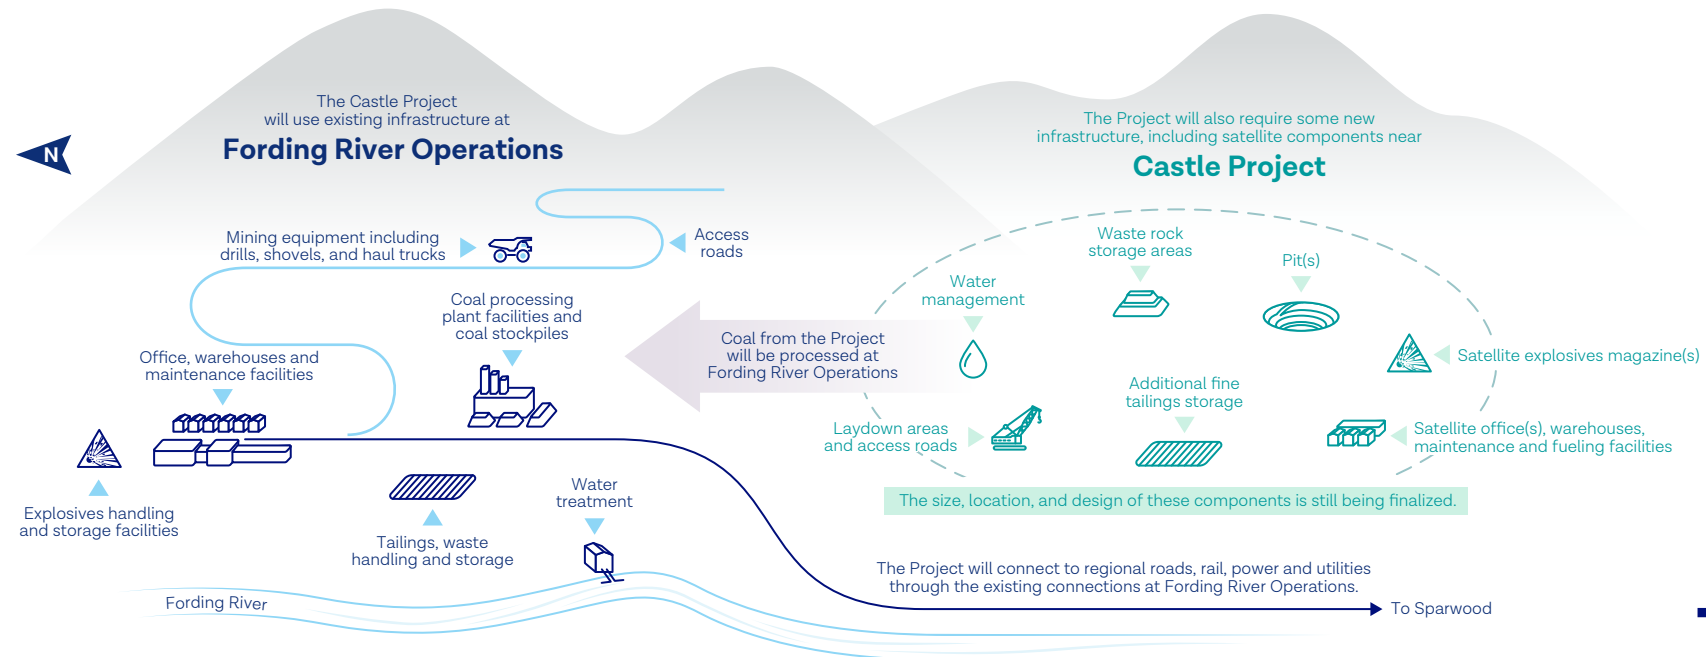 The Castle Project
will use existing infrastructure at
Fording River Operations
N
Mining equipment including
drills, shovels, and haul trucks
Access
roads
Coal processing
plant facilities and
coal stockpiles
Office, warehouses and
maintenance facilities
Explosives handling
and storage facilities
Tailings, waste
handling and storage
Water
treatment
Fording River
Coal from the Project
will be processed at
Fording River Operations
The Project will also require some new
infrastructure, including satellite components near
Castle Project
Waste rock
storage areas
Pit(s)
Water
management
Satellite explosives magazine(s)
Additional fine
tailings storage
Laydown areas
and access roads
Satellite office(s), warehouses,
maintenance and fueling facilities
The size, location, and design of these components is still being finalized.
The Project will connect to regional roads, rail, power and utilities
through the existing connections at Fording River Operations.
To Sparwood